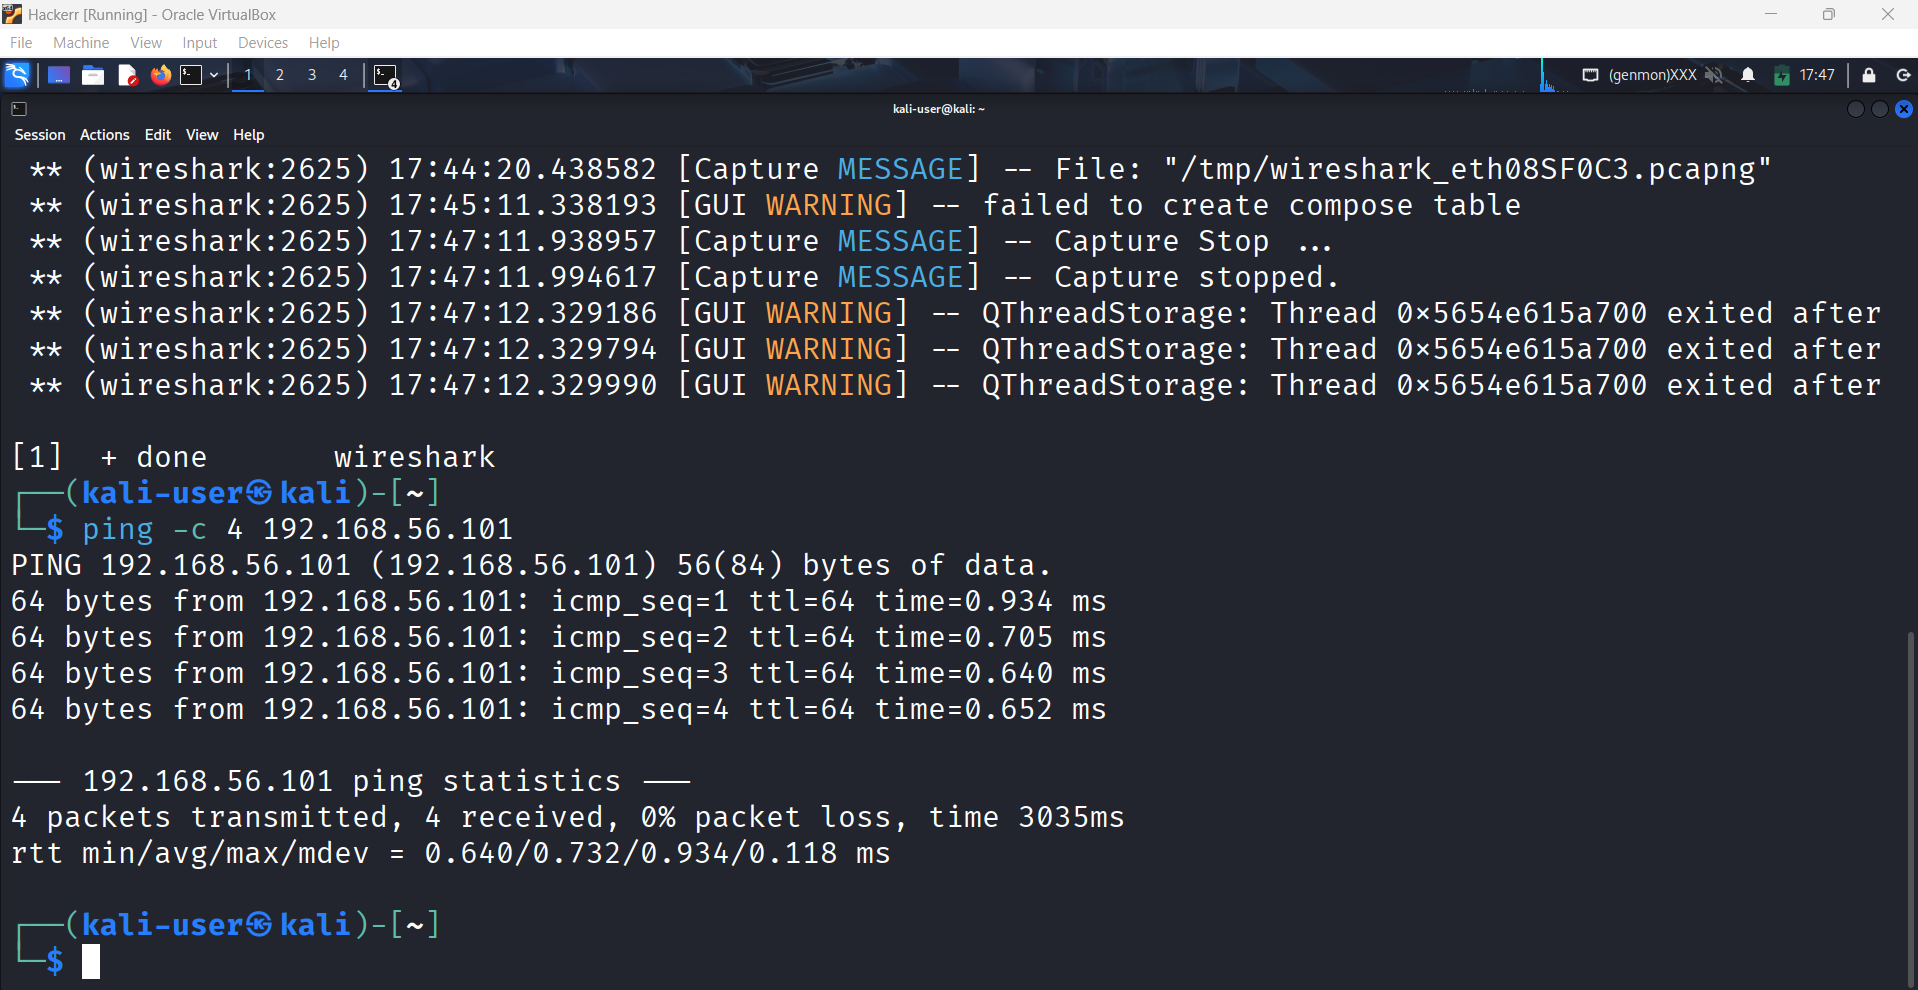 Hackerr [Running] - Oracle VirtualBox
File Machine View Input Devices Help
1 2 3 4 4 (genmon)XXX 17:47
kali-user@kali: ~
Session Actions Edit View Help
** (wireshark:2625) 17:44:20.438582 [Capture MESSAGE] -- File: "/tmp/wireshark_eth08SF0C3.pcapng"
** (wireshark:2625) 17:45:11.338193 [GUI WARNING] -- failed to create compose table
** (wireshark:2625) 17:47:11.938957 [Capture MESSAGE] -- Capture Stop ...
** (wireshark:2625) 17:47:11.994617 [Capture MESSAGE] -- Capture stopped.
** (wireshark:2625) 17:47:12.329186 [GUI WARNING] -- QThreadStorage: Thread 0x5654e615a700 exited after
** (wireshark:2625) 17:47:12.329794 [GUI WARNING] -- QThreadStorage: Thread 0x5654e615a700 exited after
** (wireshark:2625) 17:47:12.329990 [GUI WARNING] -- QThreadStorage: Thread 0x5654e615a700 exited after
[1]  + done       wireshark
┌──(kali-user㉿kali)-[~]
└─$ ping -c 4 192.168.56.101
PING 192.168.56.101 (192.168.56.101) 56(84) bytes of data.
64 bytes from 192.168.56.101: icmp_seq=1 ttl=64 time=0.934 ms
64 bytes from 192.168.56.101: icmp_seq=2 ttl=64 time=0.705 ms
64 bytes from 192.168.56.101: icmp_seq=3 ttl=64 time=0.640 ms
64 bytes from 192.168.56.101: icmp_seq=4 ttl=64 time=0.652 ms
--- 192.168.56.101 ping statistics ---
4 packets transmitted, 4 received, 0% packet loss, time 3035ms
rtt min/avg/max/mdev = 0.640/0.732/0.934/0.118 ms
┌──(kali-user㉿kali)-[~]
└─$